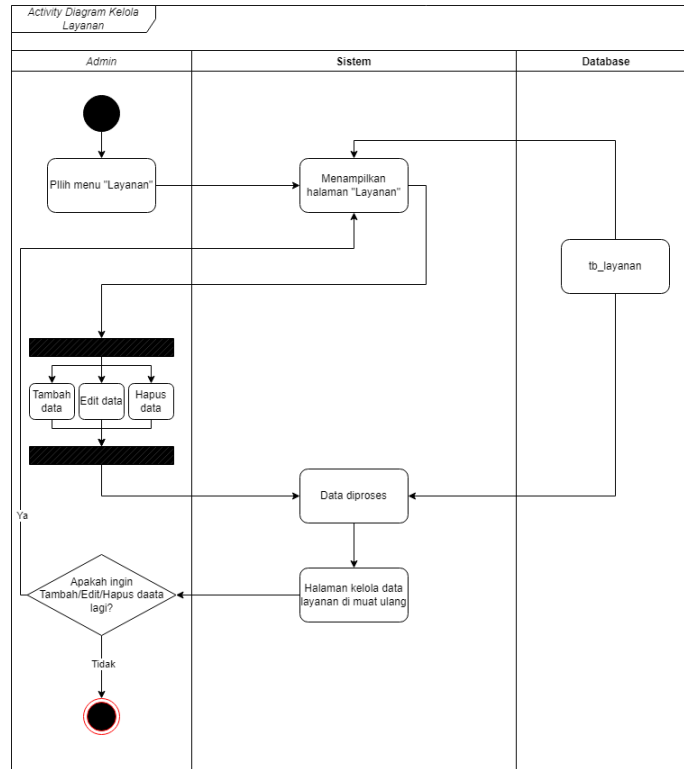 Activity Diagram Kelola
Layanan
Admin
Sistem
Database
PIlih menu "Layanan"
Menampilkan
halaman "Layanan"
tb_layanan
Tambah
data
Edit data
Hapus
data
Data diproses
Ya
Apakah ingin
Tambah/Edit/Hapus daata
lagi?
Halaman kelola data
layanan di muat ulang
Tidak